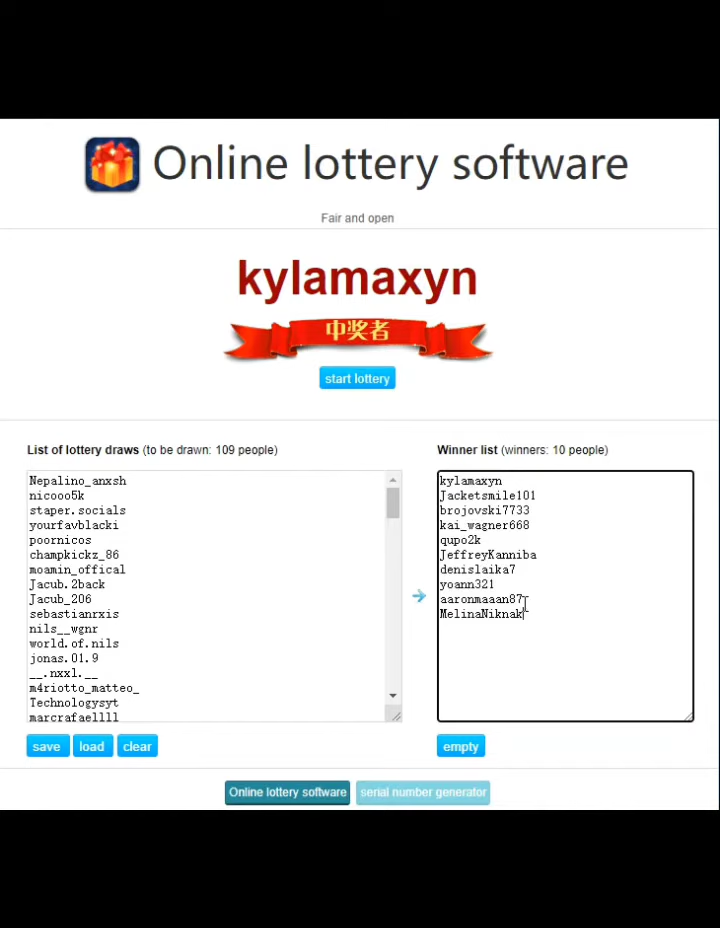 Online lottery software
Fair and open
kylamaxyn
中奖者
start lottery
List of lottery draws (to be drawn: 109 people)
Nepalino_anxsh
nicooo5k
staper.socials
yourfavblacki
poornicos
champkickz_86
moamin_offical
Jacub.2back
Jacub_206
sebastianrxis
nils__wgnr
world.of.nils
jonas.01.9
__.nxxl.__
m4riotto_matteo_
Technologysyt
marcrafaellll
save
load
clear
Winner list (winners: 10 people)
kylamaxyn
Jacketsmile101
brojovski7733
kai_wagner668
qupo2k
JeffreyKanniba
denislaika7
yoann321
aaronmaaan87
MelinaNiknak
empty
Online lottery software
serial number generator